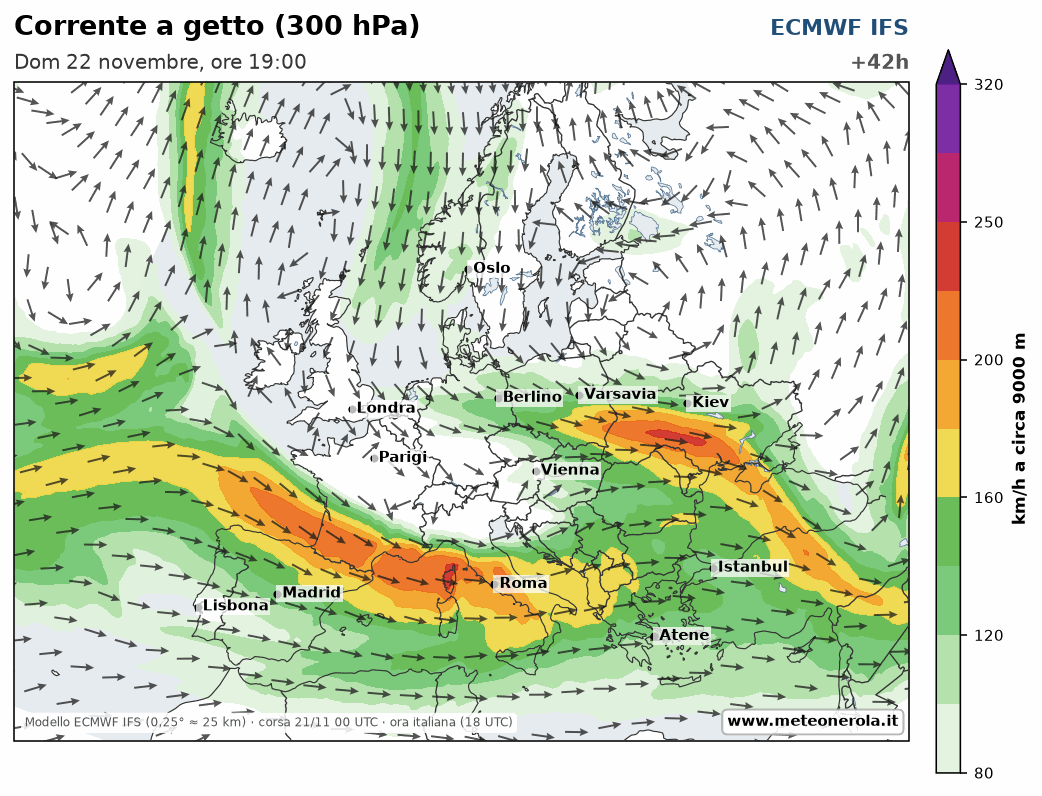 Corrente a getto (300 hPa)
ECMWF IFS
Dom 22 novembre, ore 19:00
+42h
320
250
200
160
120
80
km/h a circa 9000 m
Oslo
Londra
Berlino
Varsavia
Kiev
Parigi
Vienna
Istanbul
Roma
Madrid
Lisbona
Atene
Modello ECMWF IFS (0,25° ≈ 25 km) · corsa 21/11 00 UTC · ora italiana (18 UTC)
www.meteonerola.it